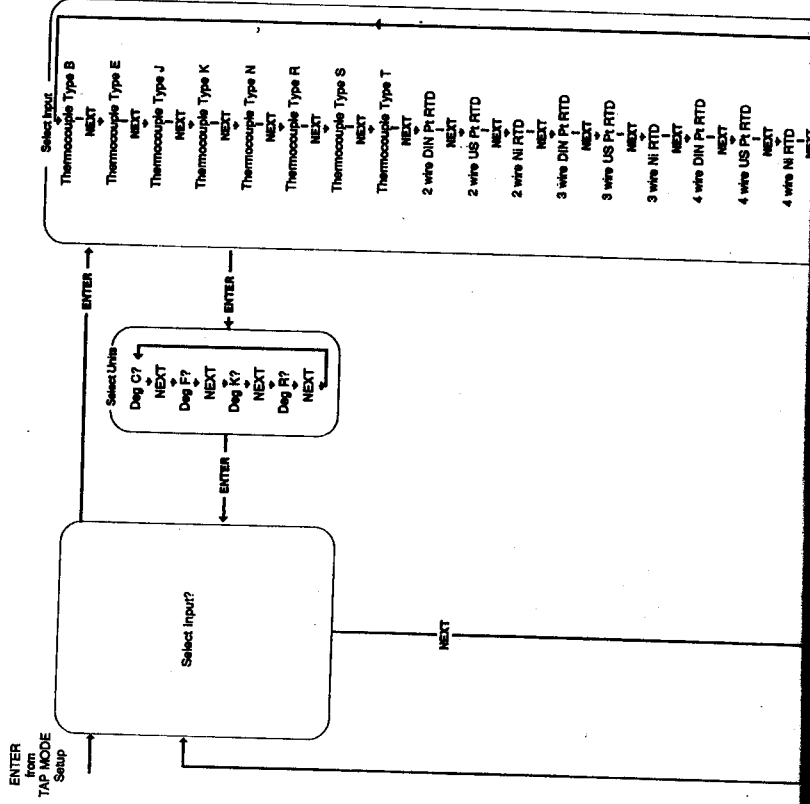 ENTER
from
TAP MODE
Setup
Select Input?
NEXT
ENTER
ENTER
Select Units
Deg C?
NEXT
Deg F?
NEXT
Deg K?
NEXT
Deg R?
NEXT
ENTER
Select Input
Thermocouple Type B
NEXT
Thermocouple Type E
NEXT
Thermocouple Type J
NEXT
Thermocouple Type K
NEXT
Thermocouple Type N
NEXT
Thermocouple Type R
NEXT
Thermocouple Type S
NEXT
Thermocouple Type T
NEXT
2 wire DIN Pt RTD
NEXT
2 wire US Pt RTD
NEXT
2 wire Ni RTD
NEXT
3 wire DIN Pt RTD
NEXT
3 wire US Pt RTD
NEXT
3 wire Ni RTD
NEXT
4 wire DIN Pt RTD
NEXT
4 wire US Pt RTD
NEXT
4 wire Ni RTD
NEXT